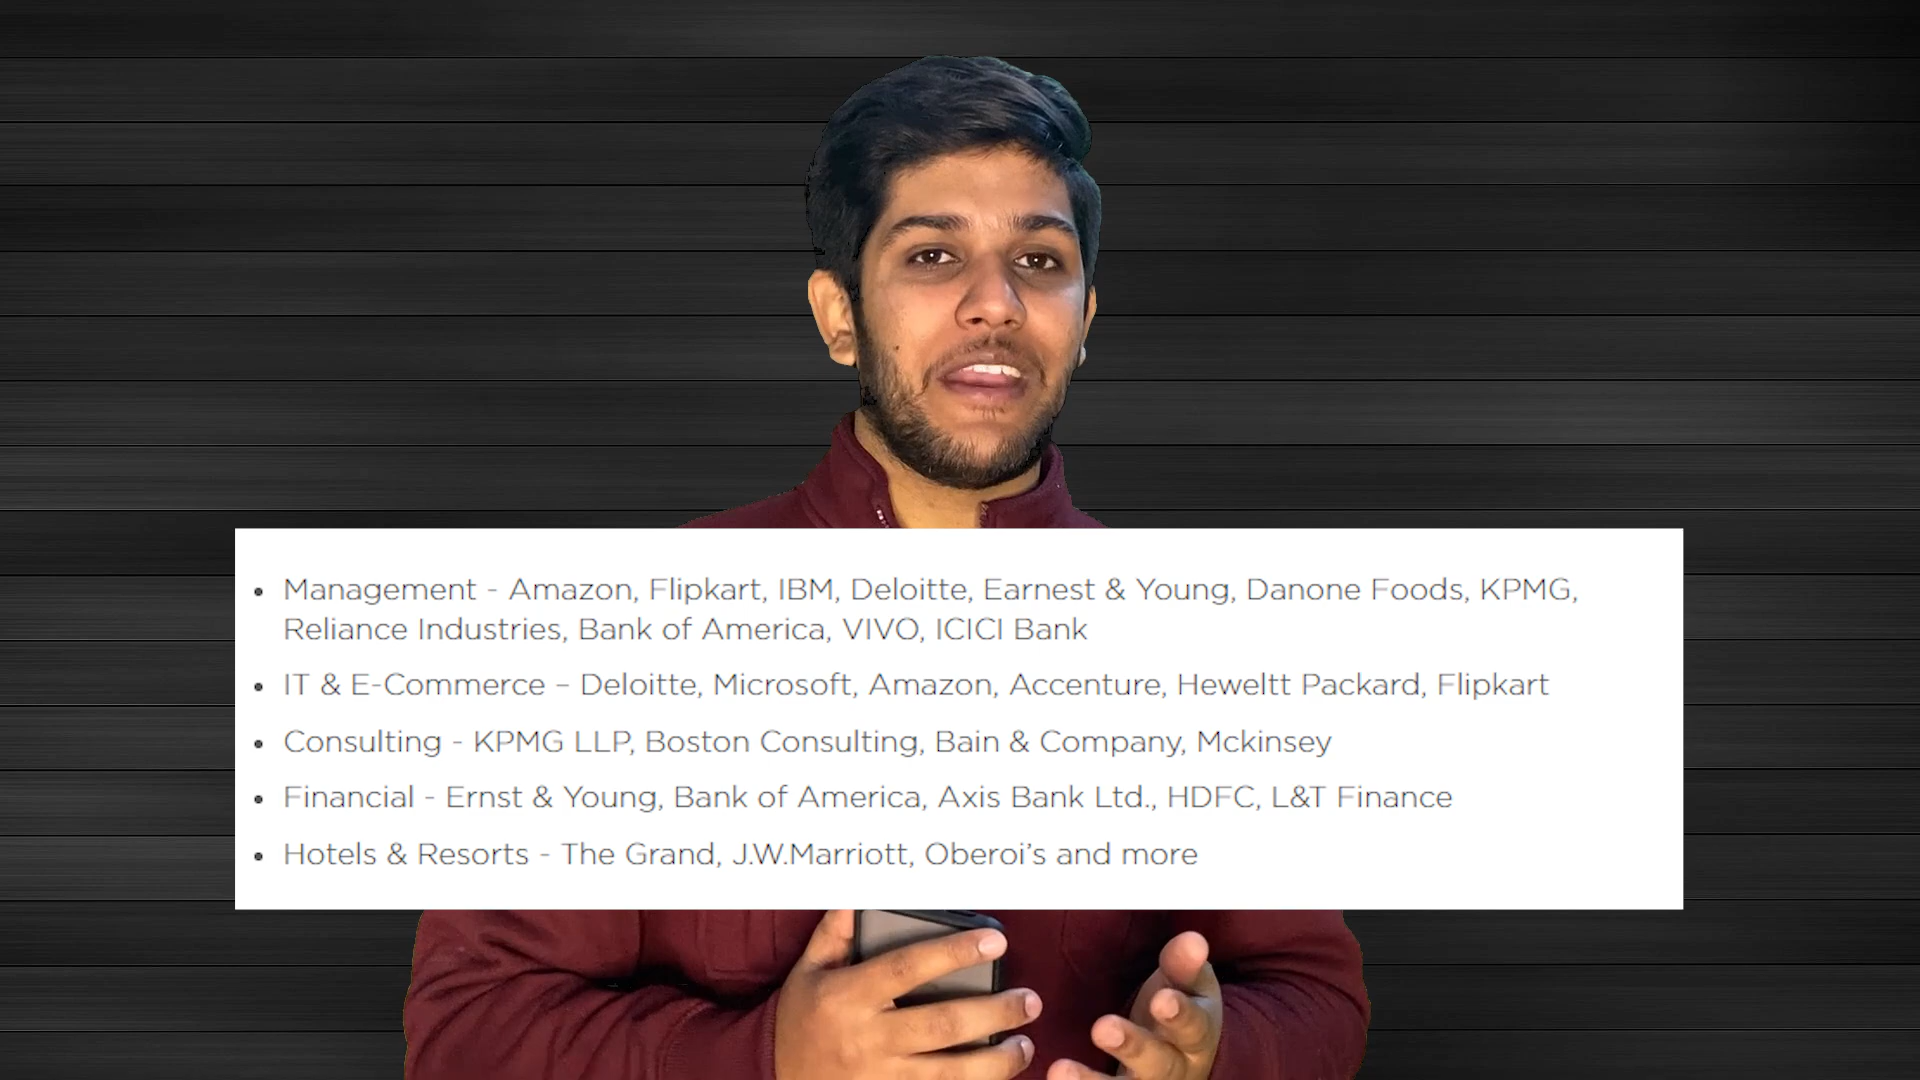 • Management - Amazon, Flipkart, IBM, Deloitte, Earnest & Young, Danone Foods, KPMG,
Reliance Industries, Bank of America, VIVO, ICICI Bank
• IT & E-Commerce – Deloitte, Microsoft, Amazon, Accenture, Heweltt Packard, Flipkart
• Consulting - KPMG LLP, Boston Consulting, Bain & Company, Mckinsey
• Financial - Ernst & Young, Bank of America, Axis Bank Ltd., HDFC, L&T Finance
• Hotels & Resorts - The Grand, J.W.Marriott, Oberoi’s and more